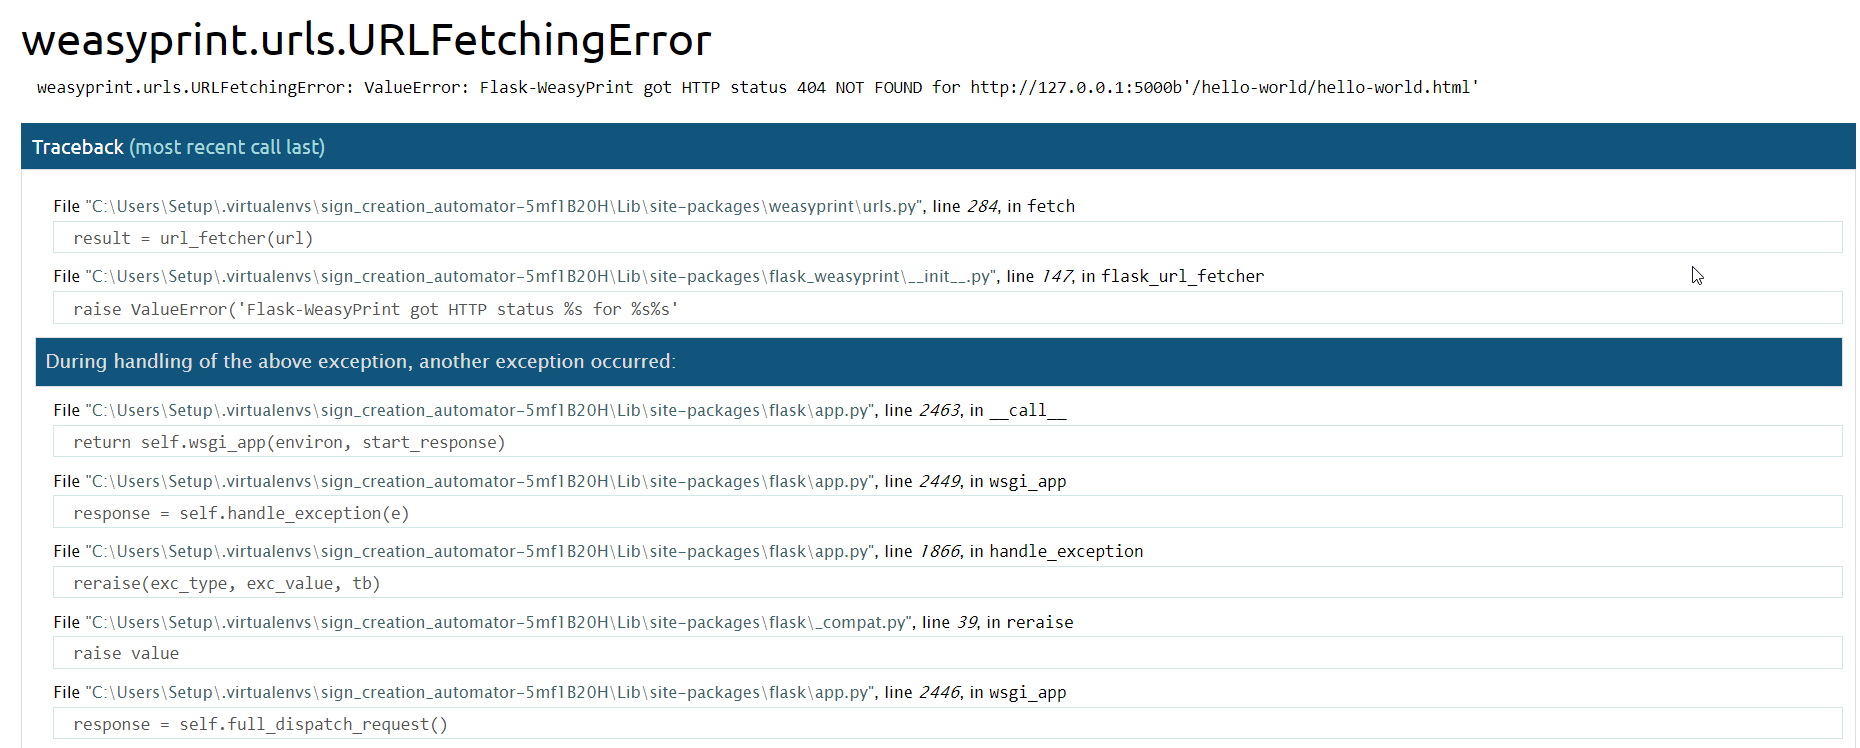 weasyprint.urls.URLFetchingError
weasyprint.urls.URLFetchingError: ValueError: Flask-WeasyPrint got HTTP status 404 NOT FOUND for http://127.0.0.1:5000b'/hello-world/hello-world.html'
Traceback (most recent call last)
File "C:\Users\Setup\.virtualenvs\sign_creation_automator-5mf1B20H\Lib\site-packages\weasyprint\urls.py", line 284, in fetch
result = url_fetcher(url)
File "C:\Users\Setup\.virtualenvs\sign_creation_automator-5mf1B20H\Lib\site-packages\flask_weasyprint\__init__.py", line 147, in flask_url_fetcher
raise ValueError('Flask-WeasyPrint got HTTP status %s for %s%s'
During handling of the above exception, another exception occurred:
File "C:\Users\Setup\.virtualenvs\sign_creation_automator-5mf1B20H\Lib\site-packages\flask\app.py", line 2463, in __call__
return self.wsgi_app(environ, start_response)
File "C:\Users\Setup\.virtualenvs\sign_creation_automator-5mf1B20H\Lib\site-packages\flask\app.py", line 2449, in wsgi_app
response = self.handle_exception(e)
File "C:\Users\Setup\.virtualenvs\sign_creation_automator-5mf1B20H\Lib\site-packages\flask\app.py", line 1866, in handle_exception
reraise(exc_type, exc_value, tb)
File "C:\Users\Setup\.virtualenvs\sign_creation_automator-5mf1B20H\Lib\site-packages\flask\_compat.py", line 39, in reraise
raise value
File "C:\Users\Setup\.virtualenvs\sign_creation_automator-5mf1B20H\Lib\site-packages\flask\app.py", line 2446, in wsgi_app
response = self.full_dispatch_request()